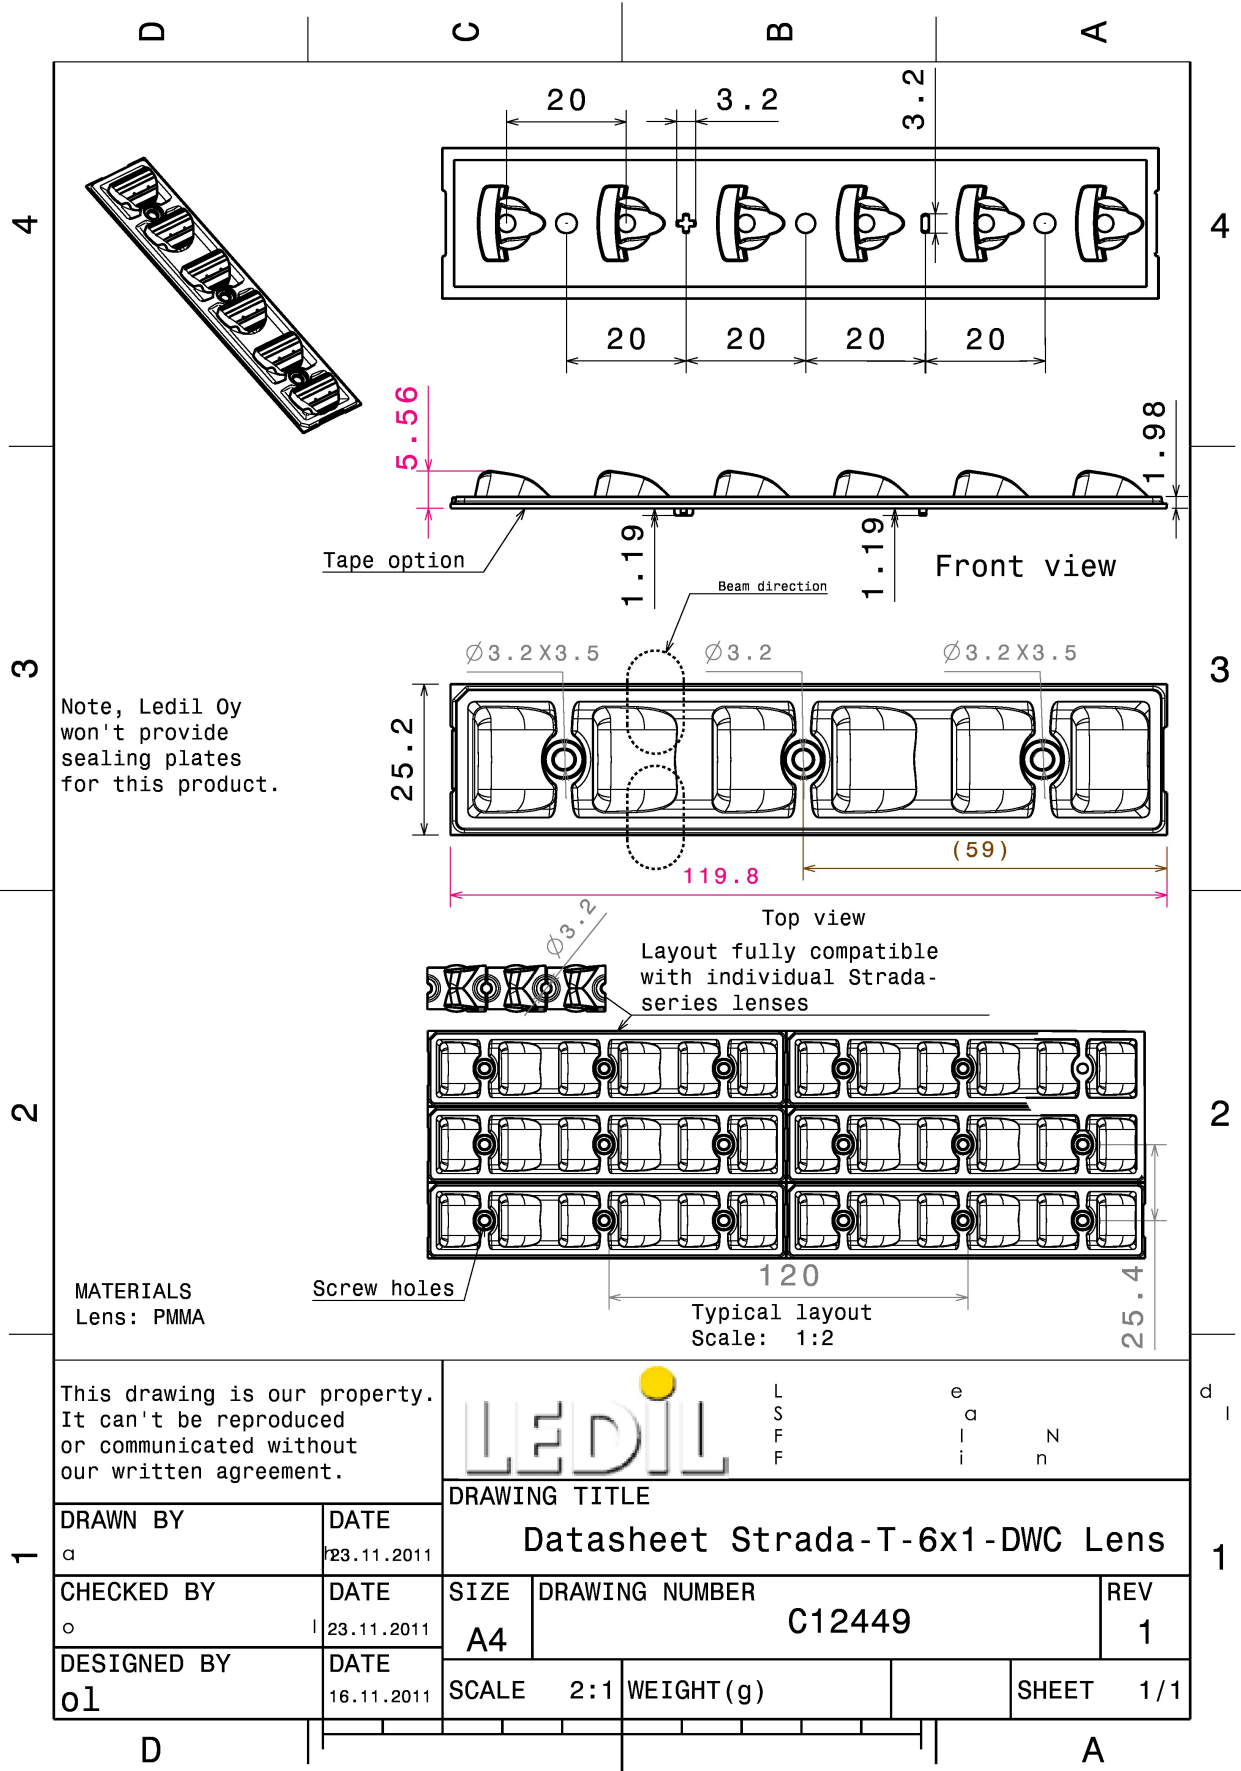 D
C
B
A
20
3.2
3.2
4
4
20
20
20
20
5.56
1.98
1.19
1.19
Tape option
Front view
Beam direction
3
3
Ø3.2X3.5
Ø3.2
Ø3.2X3.5
Note, Ledil Oy
won't provide
sealing plates
for this product.
25.2
(59)
119.8
Top view
Ø3.2
Layout fully compatible
with individual Strada-
series lenses
2
2
120
25.4
Screw holes
Typical layout
Scale: 1:2
MATERIALS
Lens: PMMA
This drawing is our property.
It can't be reproduced
or communicated without
our written agreement.
LEDiL
L e d
S a l
F l N
F i n
DRAWING TITLE
Datasheet Strada-T-6x1-DWC Lens
DRAWN BY
a
DATE
23.11.2011
1
1
CHECKED BY
o l
DATE
23.11.2011
SIZE
A4
DRAWING NUMBER
C12449
REV
1
DESIGNED BY
ol
DATE
16.11.2011
SCALE 2:1
WEIGHT(g)
SHEET 1/1
D
A